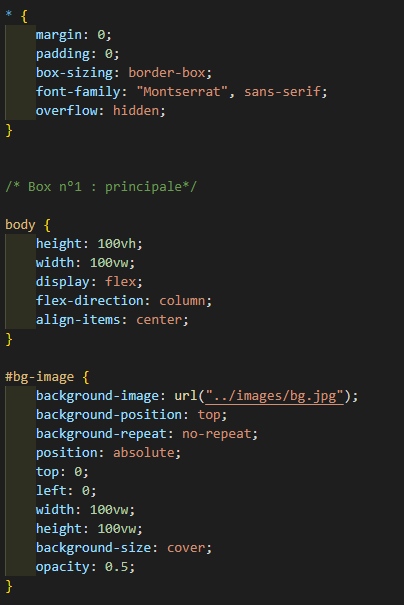 * {
    margin: 0;
    padding: 0;
    box-sizing: border-box;
    font-family: "Montserrat", sans-serif;
    overflow: hidden;
}
/* Box n°1 : principale*/
body {
    height: 100vh;
    width: 100vw;
    display: flex;
    flex-direction: column;
    align-items: center;
}
#bg-image {
    background-image: url("../images/bg.jpg");
    background-position: top;
    background-repeat: no-repeat;
    position: absolute;
    top: 0;
    left: 0;
    width: 100vw;
    height: 100vw;
    background-size: cover;
    opacity: 0.5;
}